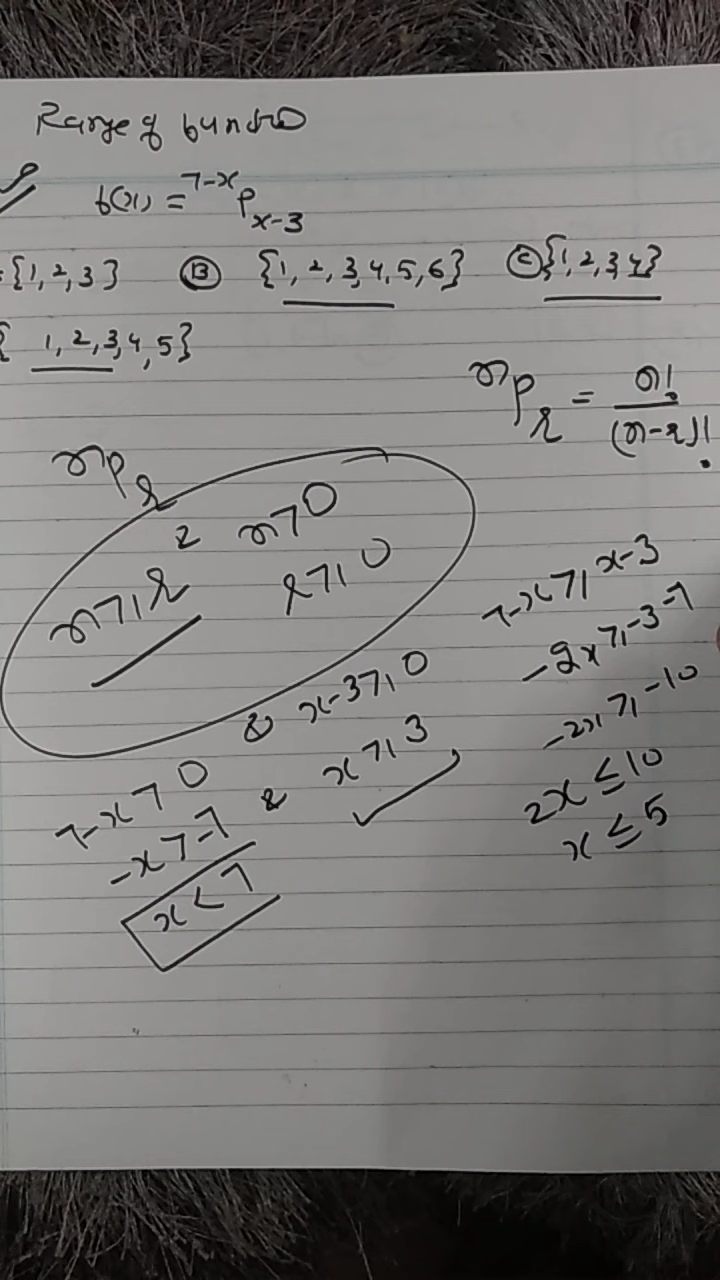 Range of function
f(x) = ⁷⁻ˣPₓ₋₃
{1, 2, 3} Ⓑ {1, 2, 3, 4, 5, 6} Ⓒ {1, 2, 3, 4}
{ 1, 2, 3, 4, 5}
ⁿPᵣ = n! / (n-r)!
ⁿPᵣ
n ≥ r & n > 0
r ≥ 0
7-x > 0 & x-3 ≥ 0
-x > -7 & x ≥ 3
x < 7
7-x ≥ x-3
-2x ≥ -3-7
-2x ≥ -10
2x ≤ 10
x ≤ 5